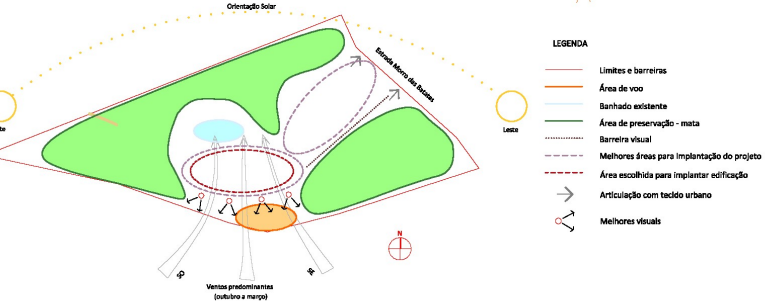 Orientação Solar
Estrada Morro das Batatas
te
Leste
SO
SE
N
Ventos predominantes
(outubro a março)
LEGENDA
Limites e barreiras
Área de voo
Banhado existente
Área de preservação - mata
Barreira visual
Melhores áreas para implantação do projeto
Área escolhida para implantar edificação
Articulação com tecido urbano
Melhores visuais